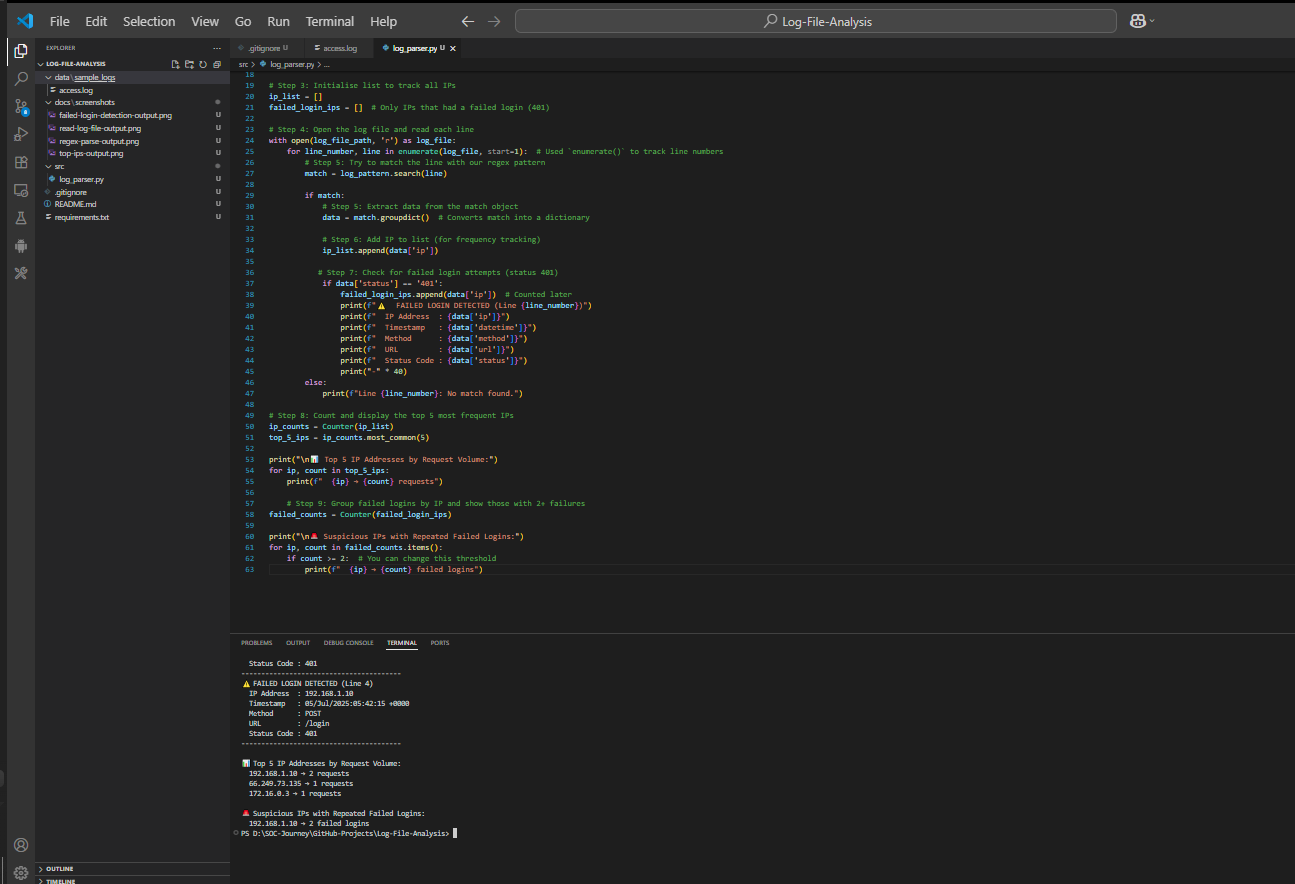 File Edit Selection View Go Run Terminal Help
Log-File-Analysis
EXPLORER
LOG-FILE-ANALYSIS
data\sample_logs
access.log
docs\screenshots
failed-login-detection-output.png U
read-log-file-output.png U
regex-parse-output.png U
top-ips-output.png U
src
log_parser.py U
.gitignore U
README.md U
requirements.txt U
OUTLINE
TIMELINE
.gitignore U access.log log_parser.py U
src > log_parser.py > ...
18
19 # Step 3: Initialise list to track all IPs
20 ip_list = []
21 failed_login_ips = [] # Only IPs that had a failed login (401)
22
23 # Step 4: Open the log file and read each line
24 with open(log_file_path, 'r') as log_file:
25 for line_number, line in enumerate(log_file, start=1): # Used `enumerate()` to track line numbers
26 # Step 5: Try to match the line with our regex pattern
27 match = log_pattern.search(line)
28
29 if match:
30 # Step 5: Extract data from the match object
31 data = match.groupdict() # Converts match into a dictionary
32
33 # Step 6: Add IP to list (for frequency tracking)
34 ip_list.append(data['ip'])
35
36 # Step 7: Check for failed login attempts (status 401)
37 if data['status'] == '401':
38 failed_login_ips.append(data['ip']) # Counted later
39 print(f"⚠️ FAILED LOGIN DETECTED (Line {line_number})")
40 print(f" IP Address : {data['ip']}")
41 print(f" Timestamp : {data['datetime']}")
42 print(f" Method : {data['method']}")
43 print(f" URL : {data['url']}")
44 print(f" Status Code : {data['status']}")
45 print("-" * 40)
46 else:
47 print(f"Line {line_number}: No match found.")
48
49 # Step 8: Count and display the top 5 most frequent IPs
50 ip_counts = Counter(ip_list)
51 top_5_ips = ip_counts.most_common(5)
52
53 print("\n📊 Top 5 IP Addresses by Request Volume:")
54 for ip, count in top_5_ips:
55 print(f" {ip} → {count} requests")
56
57 # Step 9: Group failed logins by IP and show those with 2+ failures
58 failed_counts = Counter(failed_login_ips)
59
60 print("\n🚨 Suspicious IPs with Repeated Failed Logins:")
61 for ip, count in failed_counts.items():
62 if count >= 2: # You can change this threshold
63 print(f" {ip} → {count} failed logins")
PROBLEMS OUTPUT DEBUG CONSOLE TERMINAL PORTS
Status Code : 401
----------------------------------------
⚠️ FAILED LOGIN DETECTED (Line 4)
IP Address : 192.168.1.10
Timestamp : 05/Jul/2025:05:42:15 +0000
Method : POST
URL : /login
Status Code : 401
----------------------------------------
📊 Top 5 IP Addresses by Request Volume:
192.168.1.10 → 2 requests
66.249.73.135 → 1 requests
172.16.0.3 → 1 requests
🚨 Suspicious IPs with Repeated Failed Logins:
192.168.1.10 → 2 failed logins
PS D:\SOC-Journey\GitHub-Projects\Log-File-Analysis>